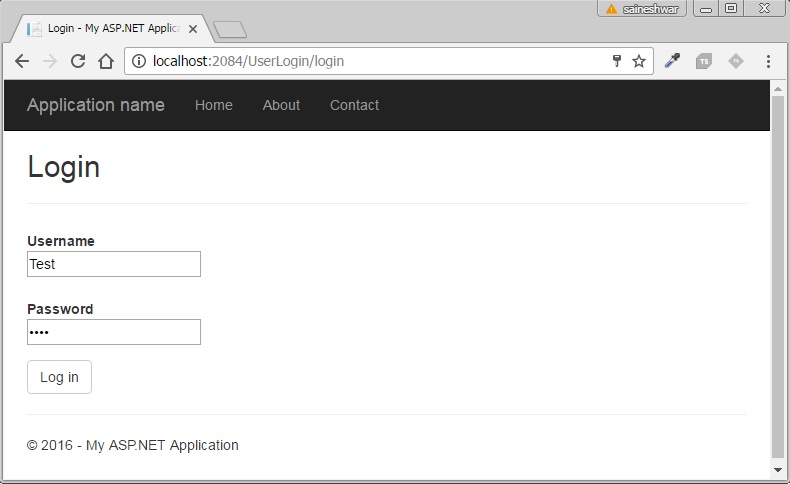 saineshwar
Login - My ASP.NET Applica
localhost:2084/UserLogin/login
Application name Home About Contact
Login
Username
Test
Password
••••
Log in
© 2016 - My ASP.NET Application